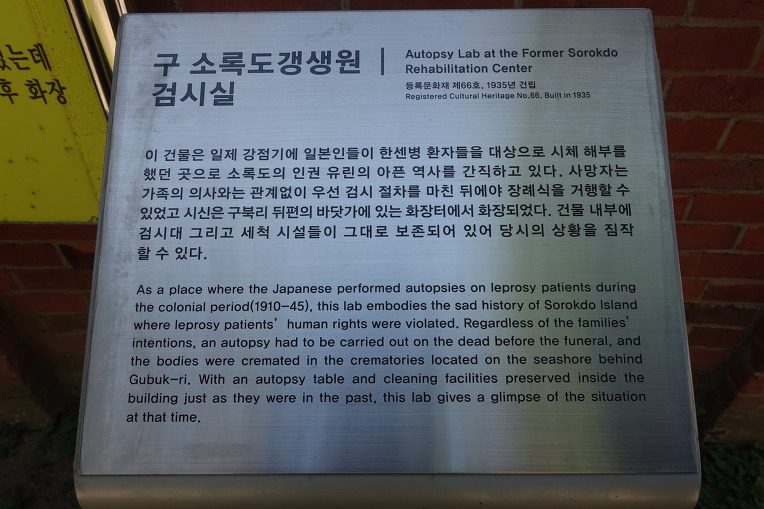 있는데
후 화장
구 소록도갱생원
검시실
Autopsy Lab at the Former Sorokdo
Rehabilitation Center
등록문화재 제66호, 1935년 건립
Registered Cultural Heritage No.66, Built in 1935
이 건물은 일제 강점기에 일본인들이 한센병 환자들을 대상으로 시체 해부를
했던 곳으로 소록도의 인권 유린의 아픈 역사를 간직하고 있다. 사망자는
가족의 의사와는 관계없이 우선 검시 절차를 마친 뒤에야 장례식을 거행할 수
있었고 시신은 구북리 뒤편의 바닷가에 있는 화장터에서 화장되었다. 건물 내부에
검시대 그리고 세척 시설들이 그대로 보존되어 있어 당시의 상황을 짐작
할 수 있다.
As a place where the Japanese performed autopsies on leprosy patients during
the colonial period(1910-45), this lab embodies the sad history of Sorokdo Island
where leprosy patients' human rights were violated. Regardless of the families'
intentions, an autopsy had to be carried out on the dead before the funeral, and
the bodies were cremated in the crematories located on the seashore behind
Gubuk-ri. With an autopsy table and cleaning facilities preserved inside the
building just as they were in the past, this lab gives a glimpse of the situation
at that time.